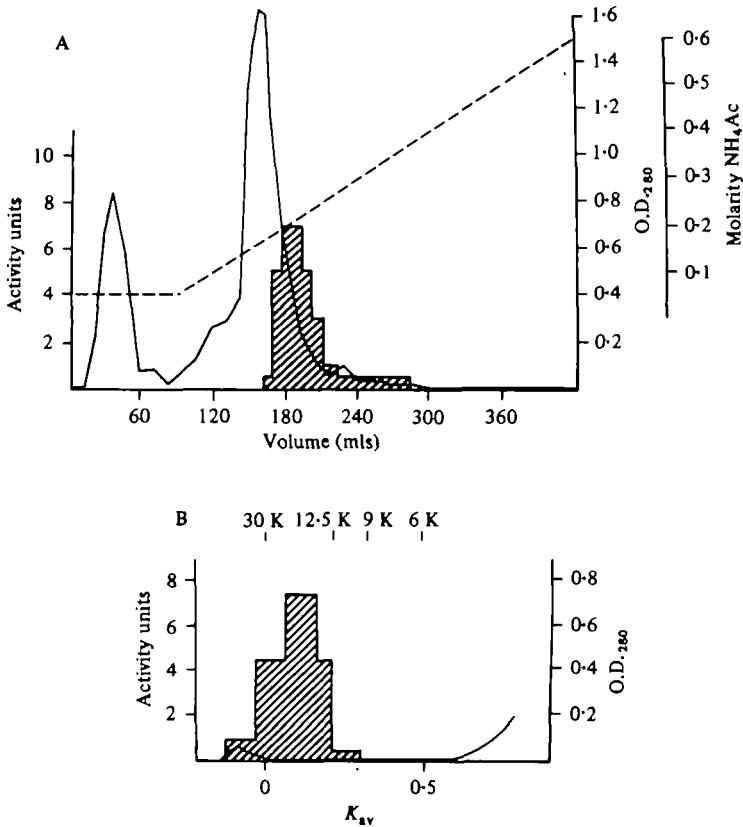 A
Activity units
10
8
6
4
2
60 120 180 240 300 360
Volume (mls)
1·6
1·4
1·2
1·0
0·8
0·6
0·4
0·2
O.D.₂₈₀
0·6
0·5
0·4
0·3
0·2
0·1
Molarity NH₄Ac
B
30 K 12·5 K 9 K 6 K
Activity units
8
6
4
2
0 0·5
K_av
0·8
0·6
0·4
0·2
O.D.₂₈₀